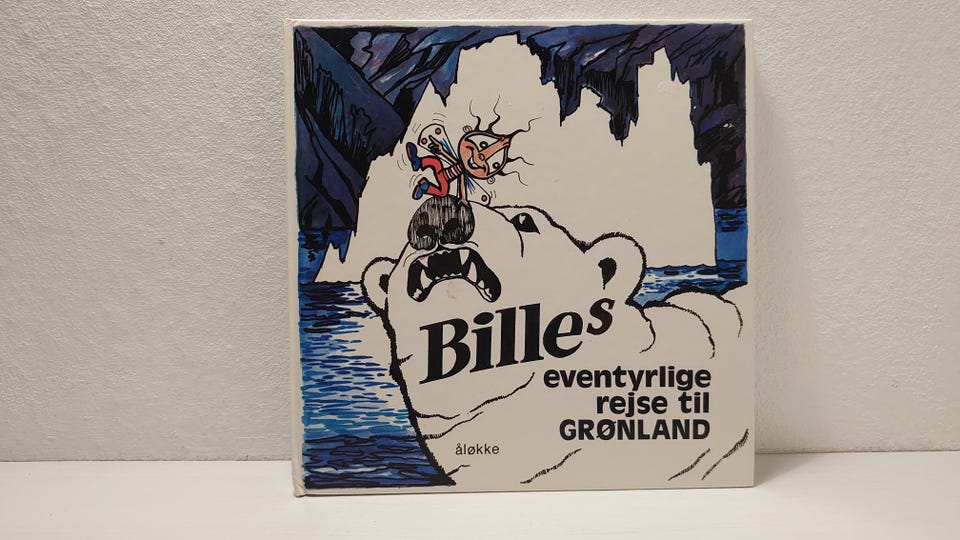 Billes
eventyrlige
rejse til
GRØNLAND
åløkke